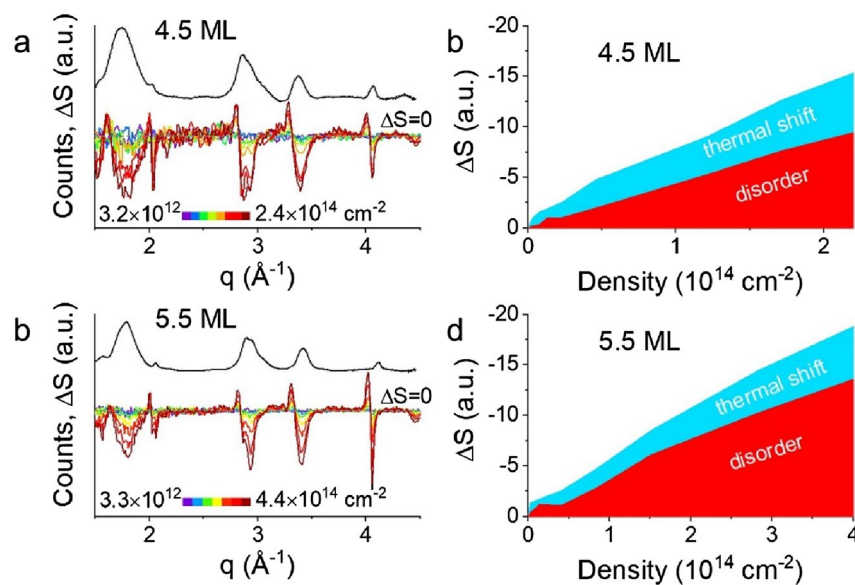 a
4.5 ML
Counts, ΔS (a.u.)
ΔS=0
3.2×10¹²
2.4×10¹⁴ cm⁻²
2
3
4
q (Å⁻¹)
b
4.5 ML
ΔS (a.u.)
-20
-15
-10
-5
0
thermal shift
disorder
0
1
2
Density (10¹⁴ cm⁻²)
b
5.5 ML
Counts, ΔS (a.u.)
ΔS=0
3.3×10¹²
4.4×10¹⁴ cm⁻²
2
3
4
q (Å⁻¹)
d
5.5 ML
ΔS (a.u.)
-20
-15
-10
-5
0
thermal shift
disorder
0
1
2
3
4
Density (10¹⁴ cm⁻²)